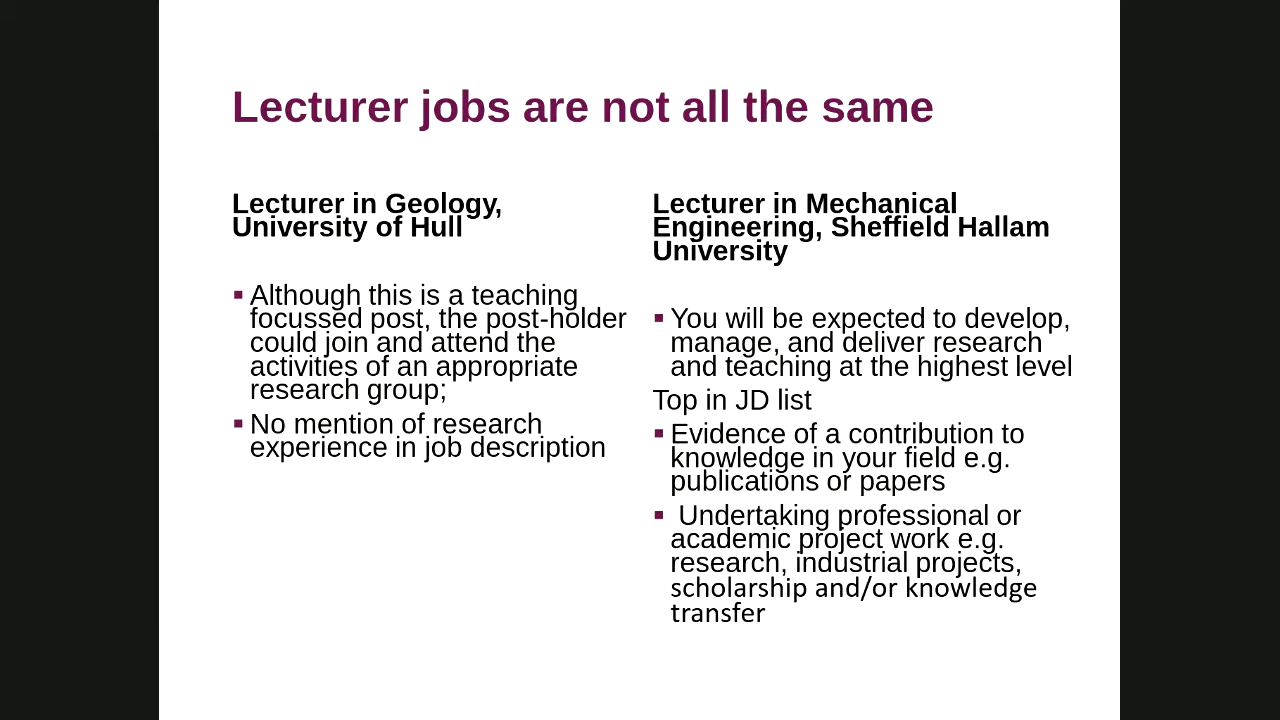 Lecturer jobs are not all the same
Lecturer in Geology,
University of Hull
▪ Although this is a teaching
focussed post, the post-holder
could join and attend the
activities of an appropriate
research group;
▪ No mention of research
experience in job description
Lecturer in Mechanical
Engineering, Sheffield Hallam
University
▪ You will be expected to develop,
manage, and deliver research
and teaching at the highest level
Top in JD list
▪ Evidence of a contribution to
knowledge in your field e.g.
publications or papers
▪ Undertaking professional or
academic project work e.g.
research, industrial projects,
scholarship and/or knowledge
transfer